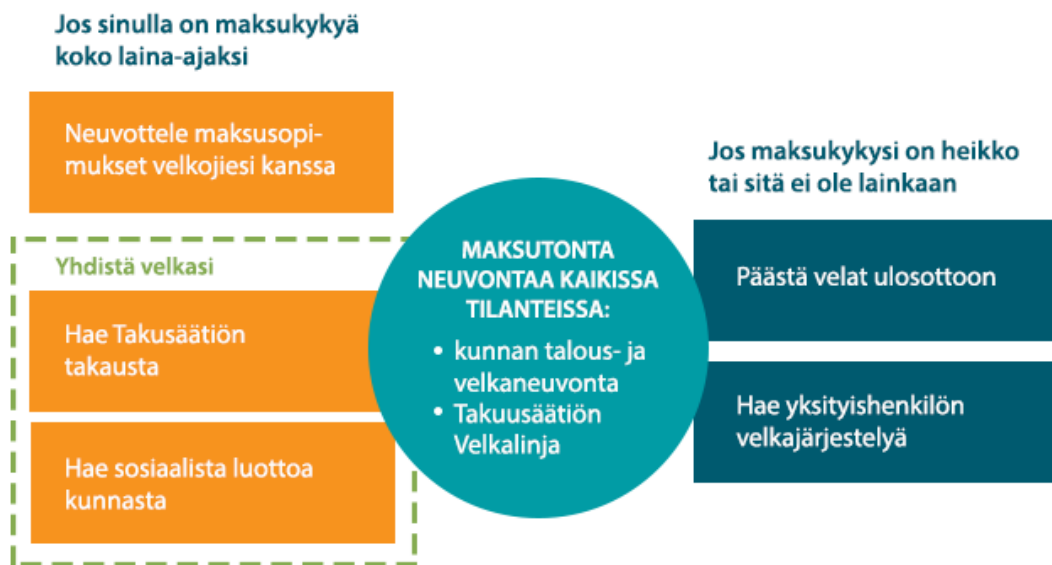 Jos sinulla on maksukykyä
koko laina-ajaksi
Neuvottele maksusopi-
mukset velkojiesi kanssa
Yhdistä velkasi
Hae Takusäätiön
takausta
Hae sosiaalista luottoa
kunnasta
MAKSUTONTA
NEUVONTAA KAIKISSA
TILANTEISSA:
• kunnan talous- ja
velkaneuvonta
• Takuusäätiön
Velkalinja
Jos maksukykysi on heikko
tai sitä ei ole lainkaan
Päästä velat ulosottoon
Hae yksityishenkilön
velkajärjestelyä